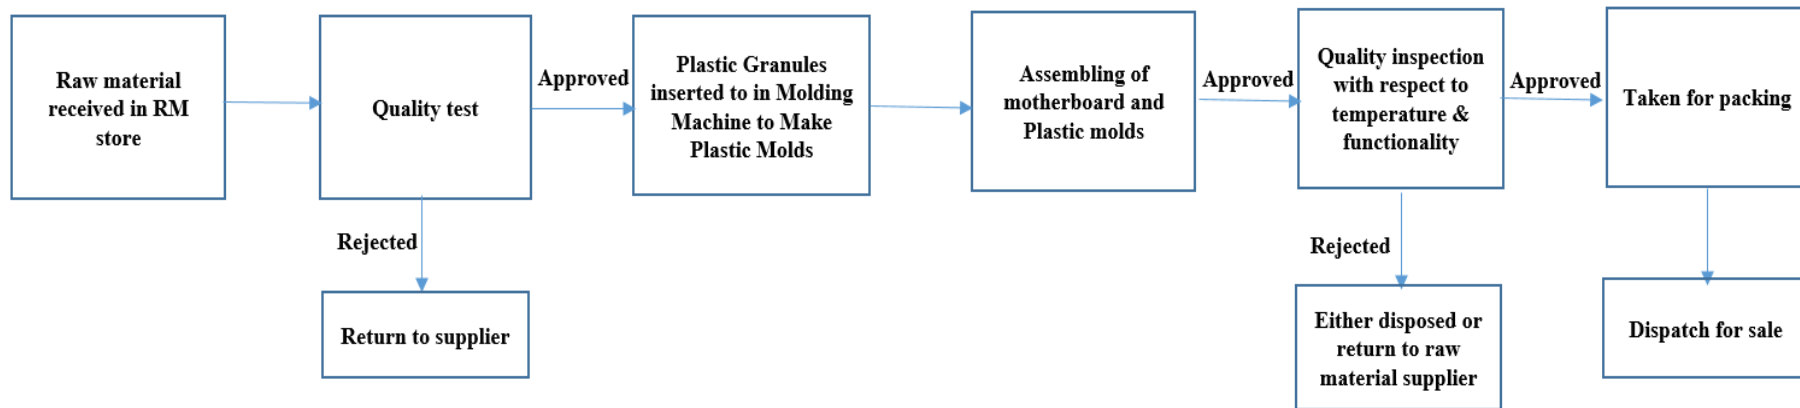 Raw material
received in RM
store
Quality test
Approved
Plastic Granules
inserted to in Molding
Machine to Make
Plastic Molds
Assembling of
motherboard and
Plastic molds
Approved
Quality inspection
with respect to
temperature &
functionality
Approved
Taken for packing
Rejected
Return to supplier
Rejected
Either disposed or
return to raw
material supplier
Dispatch for sale